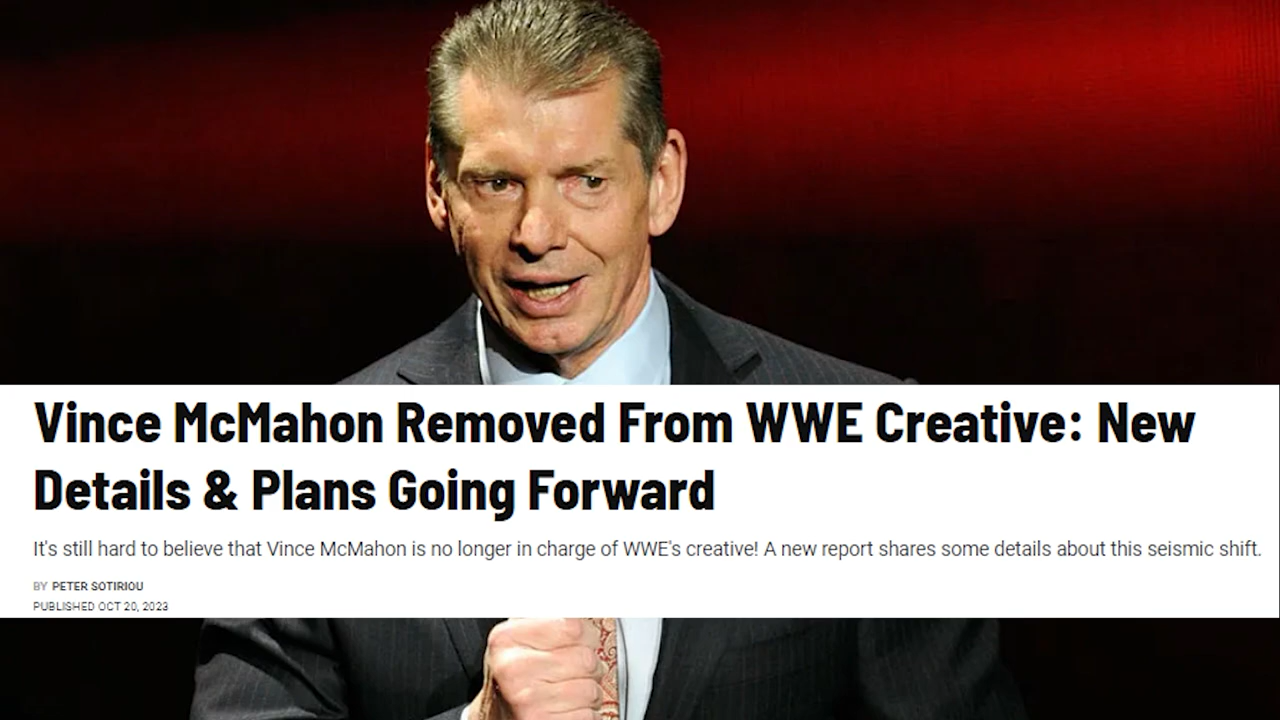 Vince McMahon Removed From WWE Creative: New
Details & Plans Going Forward
It's still hard to believe that Vince McMahon is no longer in charge of WWE's creative! A new report shares some details about this seismic shift.
BY PETER SOTIRIOU
PUBLISHED OCT 20, 2023